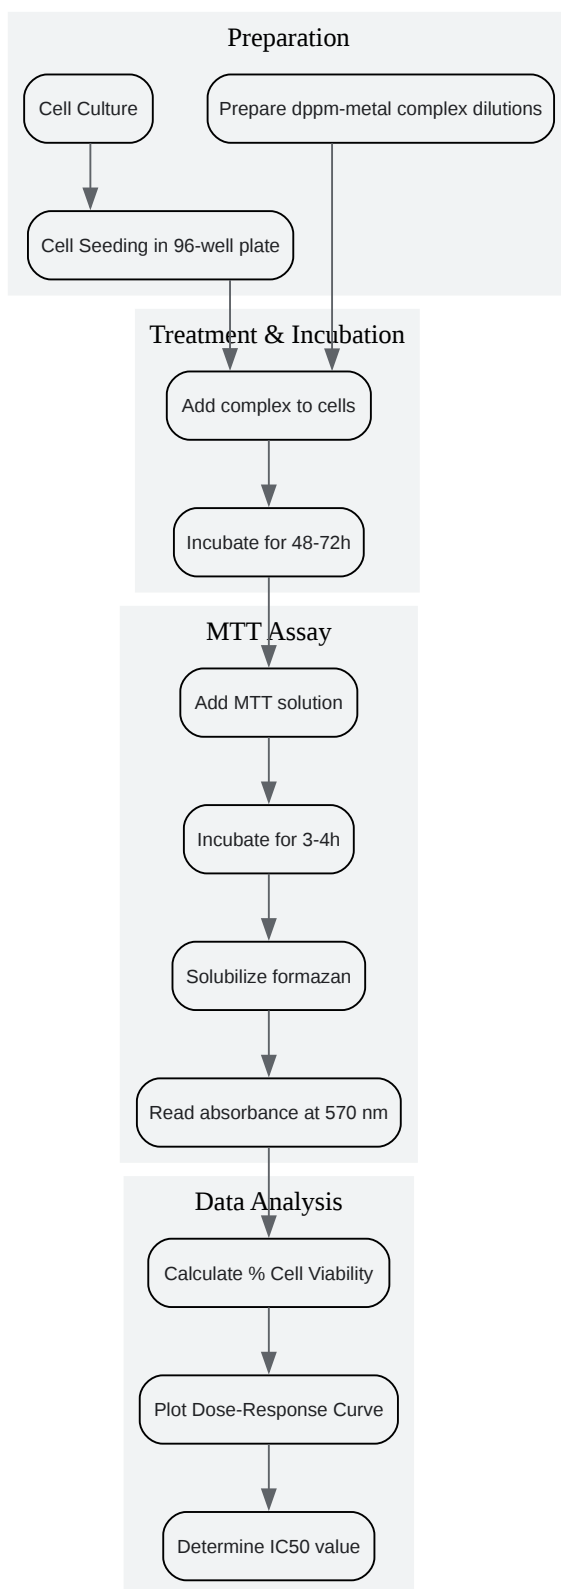 Preparation
Cell Culture
Prepare dppm-metal complex dilutions
Cell Seeding in 96-well plate
Treatment & Incubation
Add complex to cells
Incubate for 48-72h
MTT Assay
Add MTT solution
Incubate for 3-4h
Solubilize formazan
Read absorbance at 570 nm
Data Analysis
Calculate % Cell Viability
Plot Dose-Response Curve
Determine IC50 value